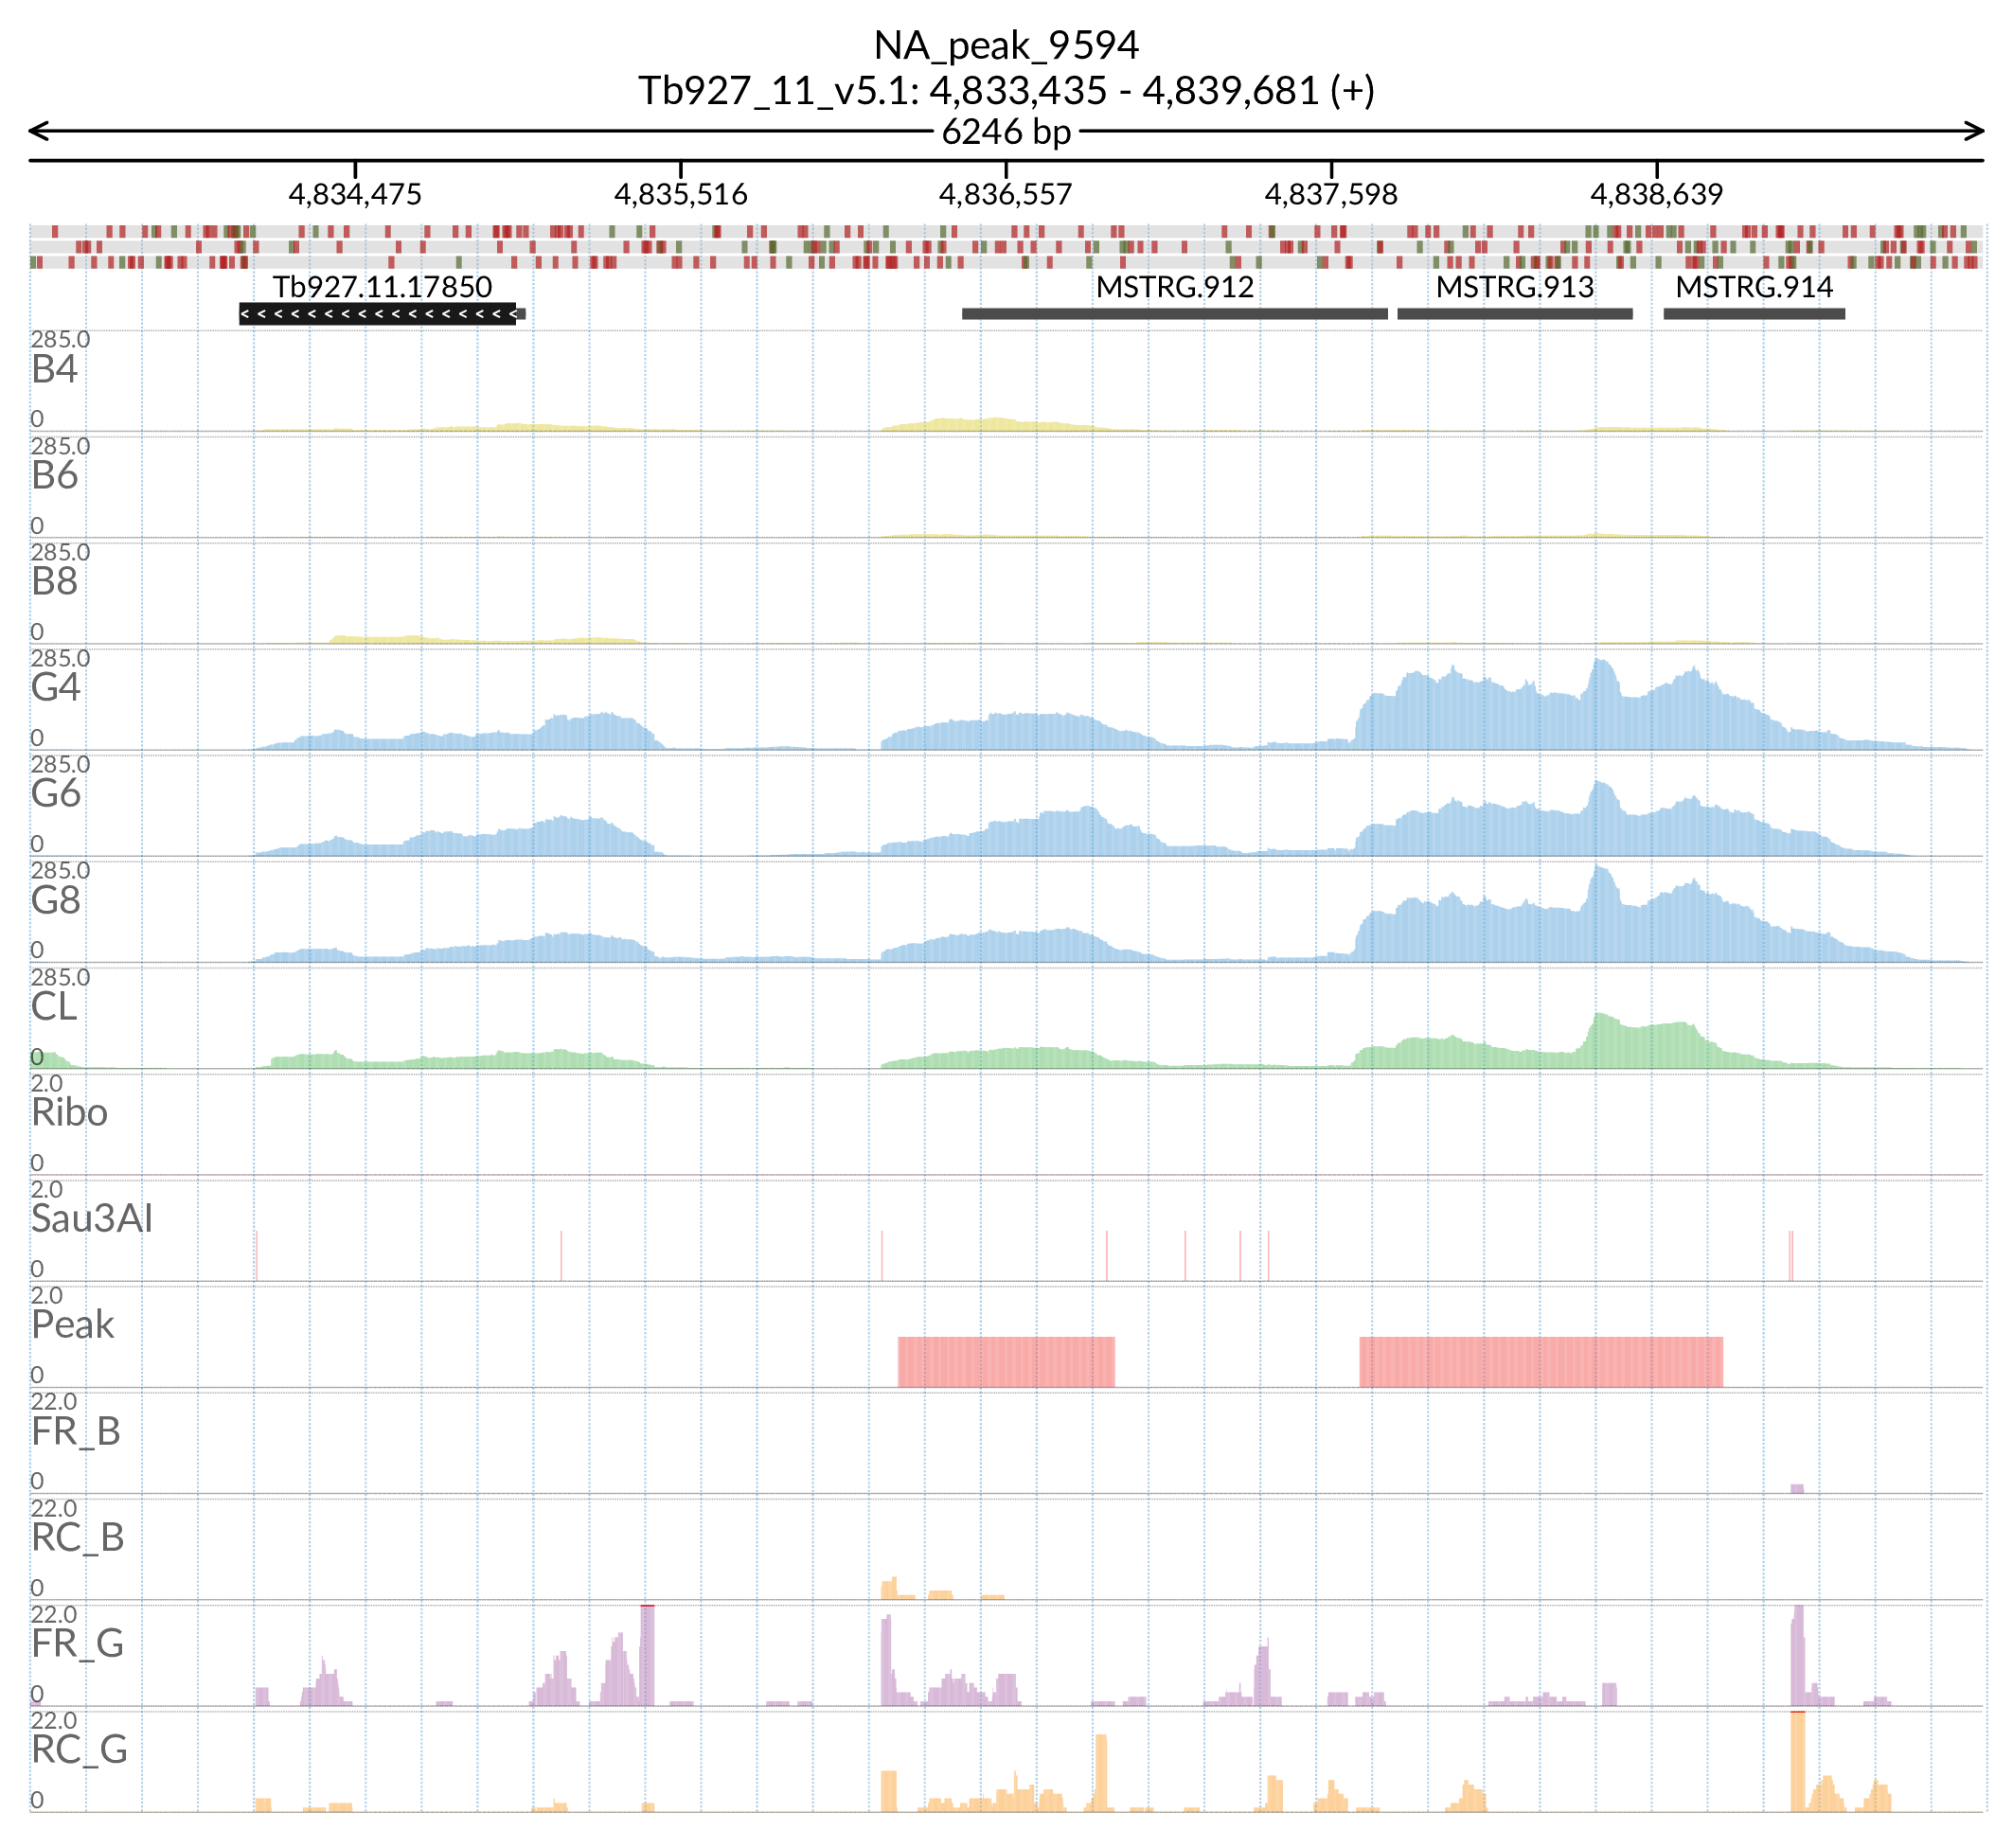 NA_peak_9594
Tb927_11_v5.1: 4,833,435 - 4,839,681 (+)
6246 bp
4,834,475 4,835,516 4,836,557 4,837,598 4,838,639
Tb927.11.17850 MSTRG.912 MSTRG.913 MSTRG.914
285.0
B4
0
285.0
B6
0
285.0
B8
0
285.0
G4
0
285.0
G6
0
285.0
G8
0
285.0
CL
0
2.0
Ribo
0
2.0
Sau3AI
0
2.0
Peak
0
22.0
FR_B
0
22.0
RC_B
0
22.0
FR_G
0
22.0
RC_G
0